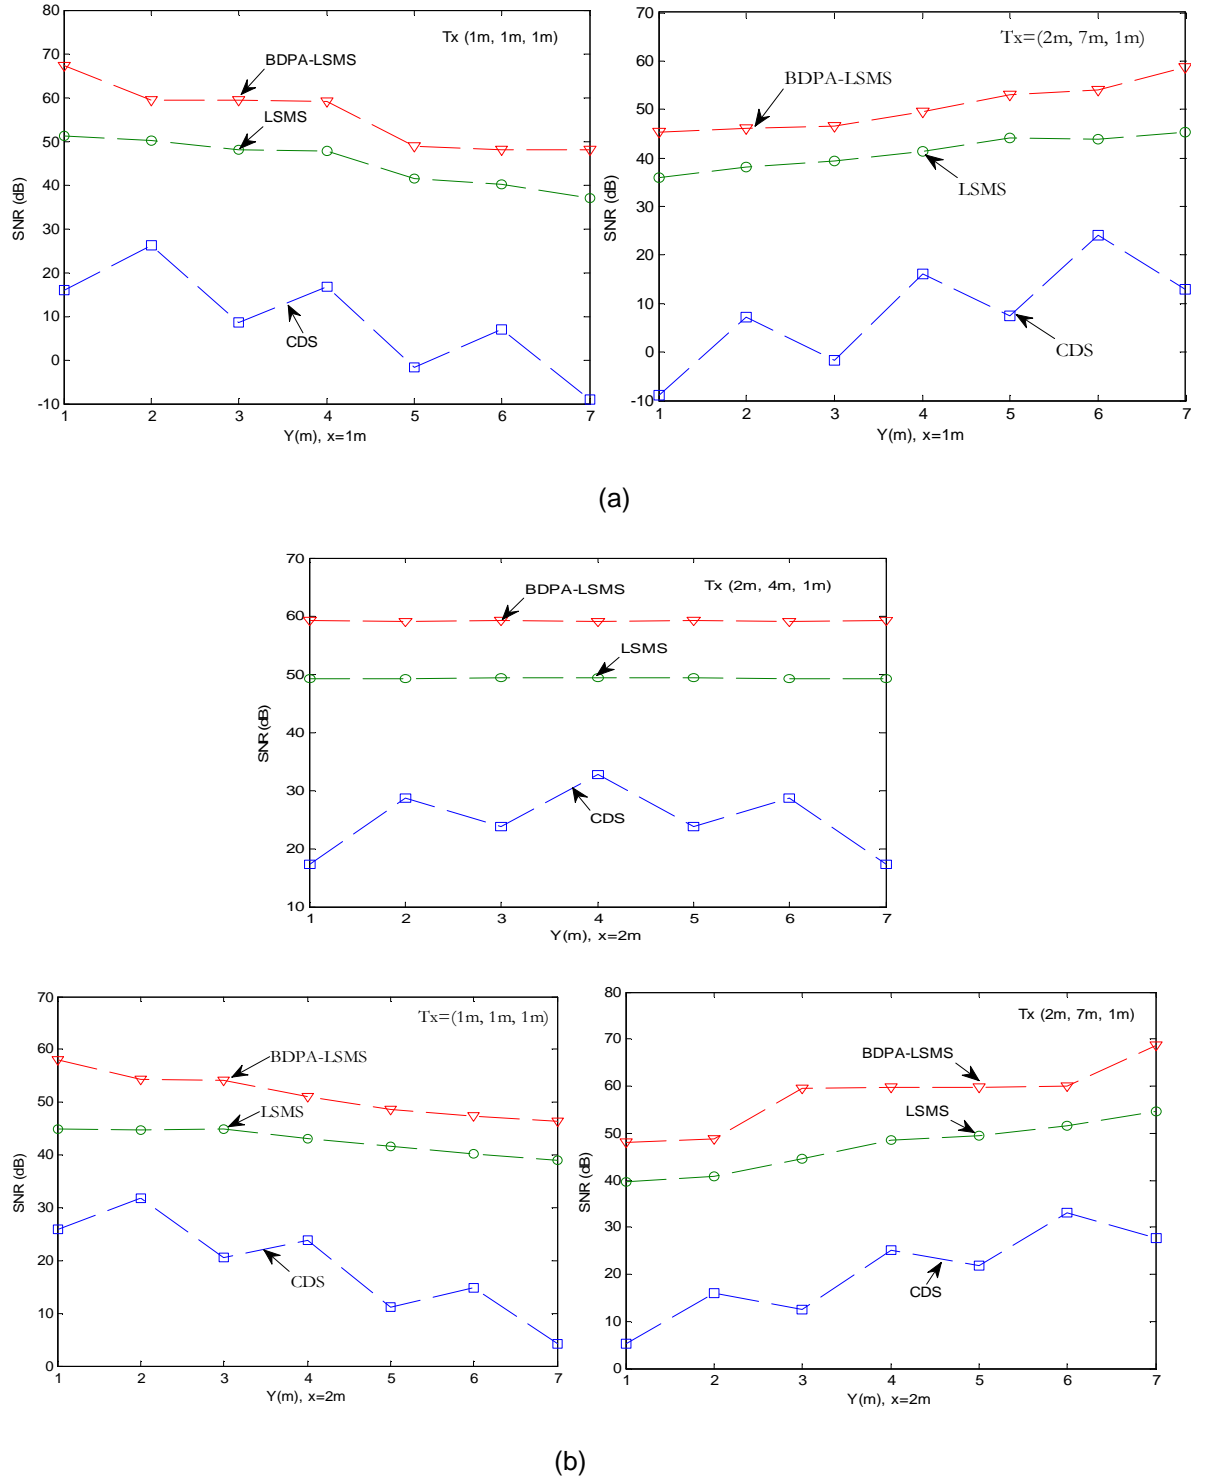 80
70
60
50
40
30
20
10
0
-10
SNR (dB)
Tx (1m, 1m, 1m)
BDPA-LSMS
LSMS
CDS
1 2 3 4 5 6 7
Y(m), x=1m
70
60
50
40
30
20
10
0
-10
80
SNR (dB)
Tx=(2m, 7m, 1m)
BDPA-LSMS
LSMS
CDS
1 2 3 4 5 6 7
Y(m), x=1m
(a)
70
60
50
40
30
20
10
SNR (dB)
Tx (2m, 4m, 1m)
BDPA-LSMS
LSMS
CDS
1 2 3 4 5 6 7
Y(m), x=2m
70
60
50
40
30
20
10
0
SNR (dB)
Tx=(1m, 1m, 1m)
BDPA-LSMS
LSMS
CDS
1 2 3 4 5 6 7
Y(m), x=2m
80
70
60
50
40
30
20
10
0
SNR (dB)
Tx (2m, 7m, 1m)
BDPA-LSMS
LSMS
CDS
1 2 3 4 5 6 7
Y(m), x=2m
(b)